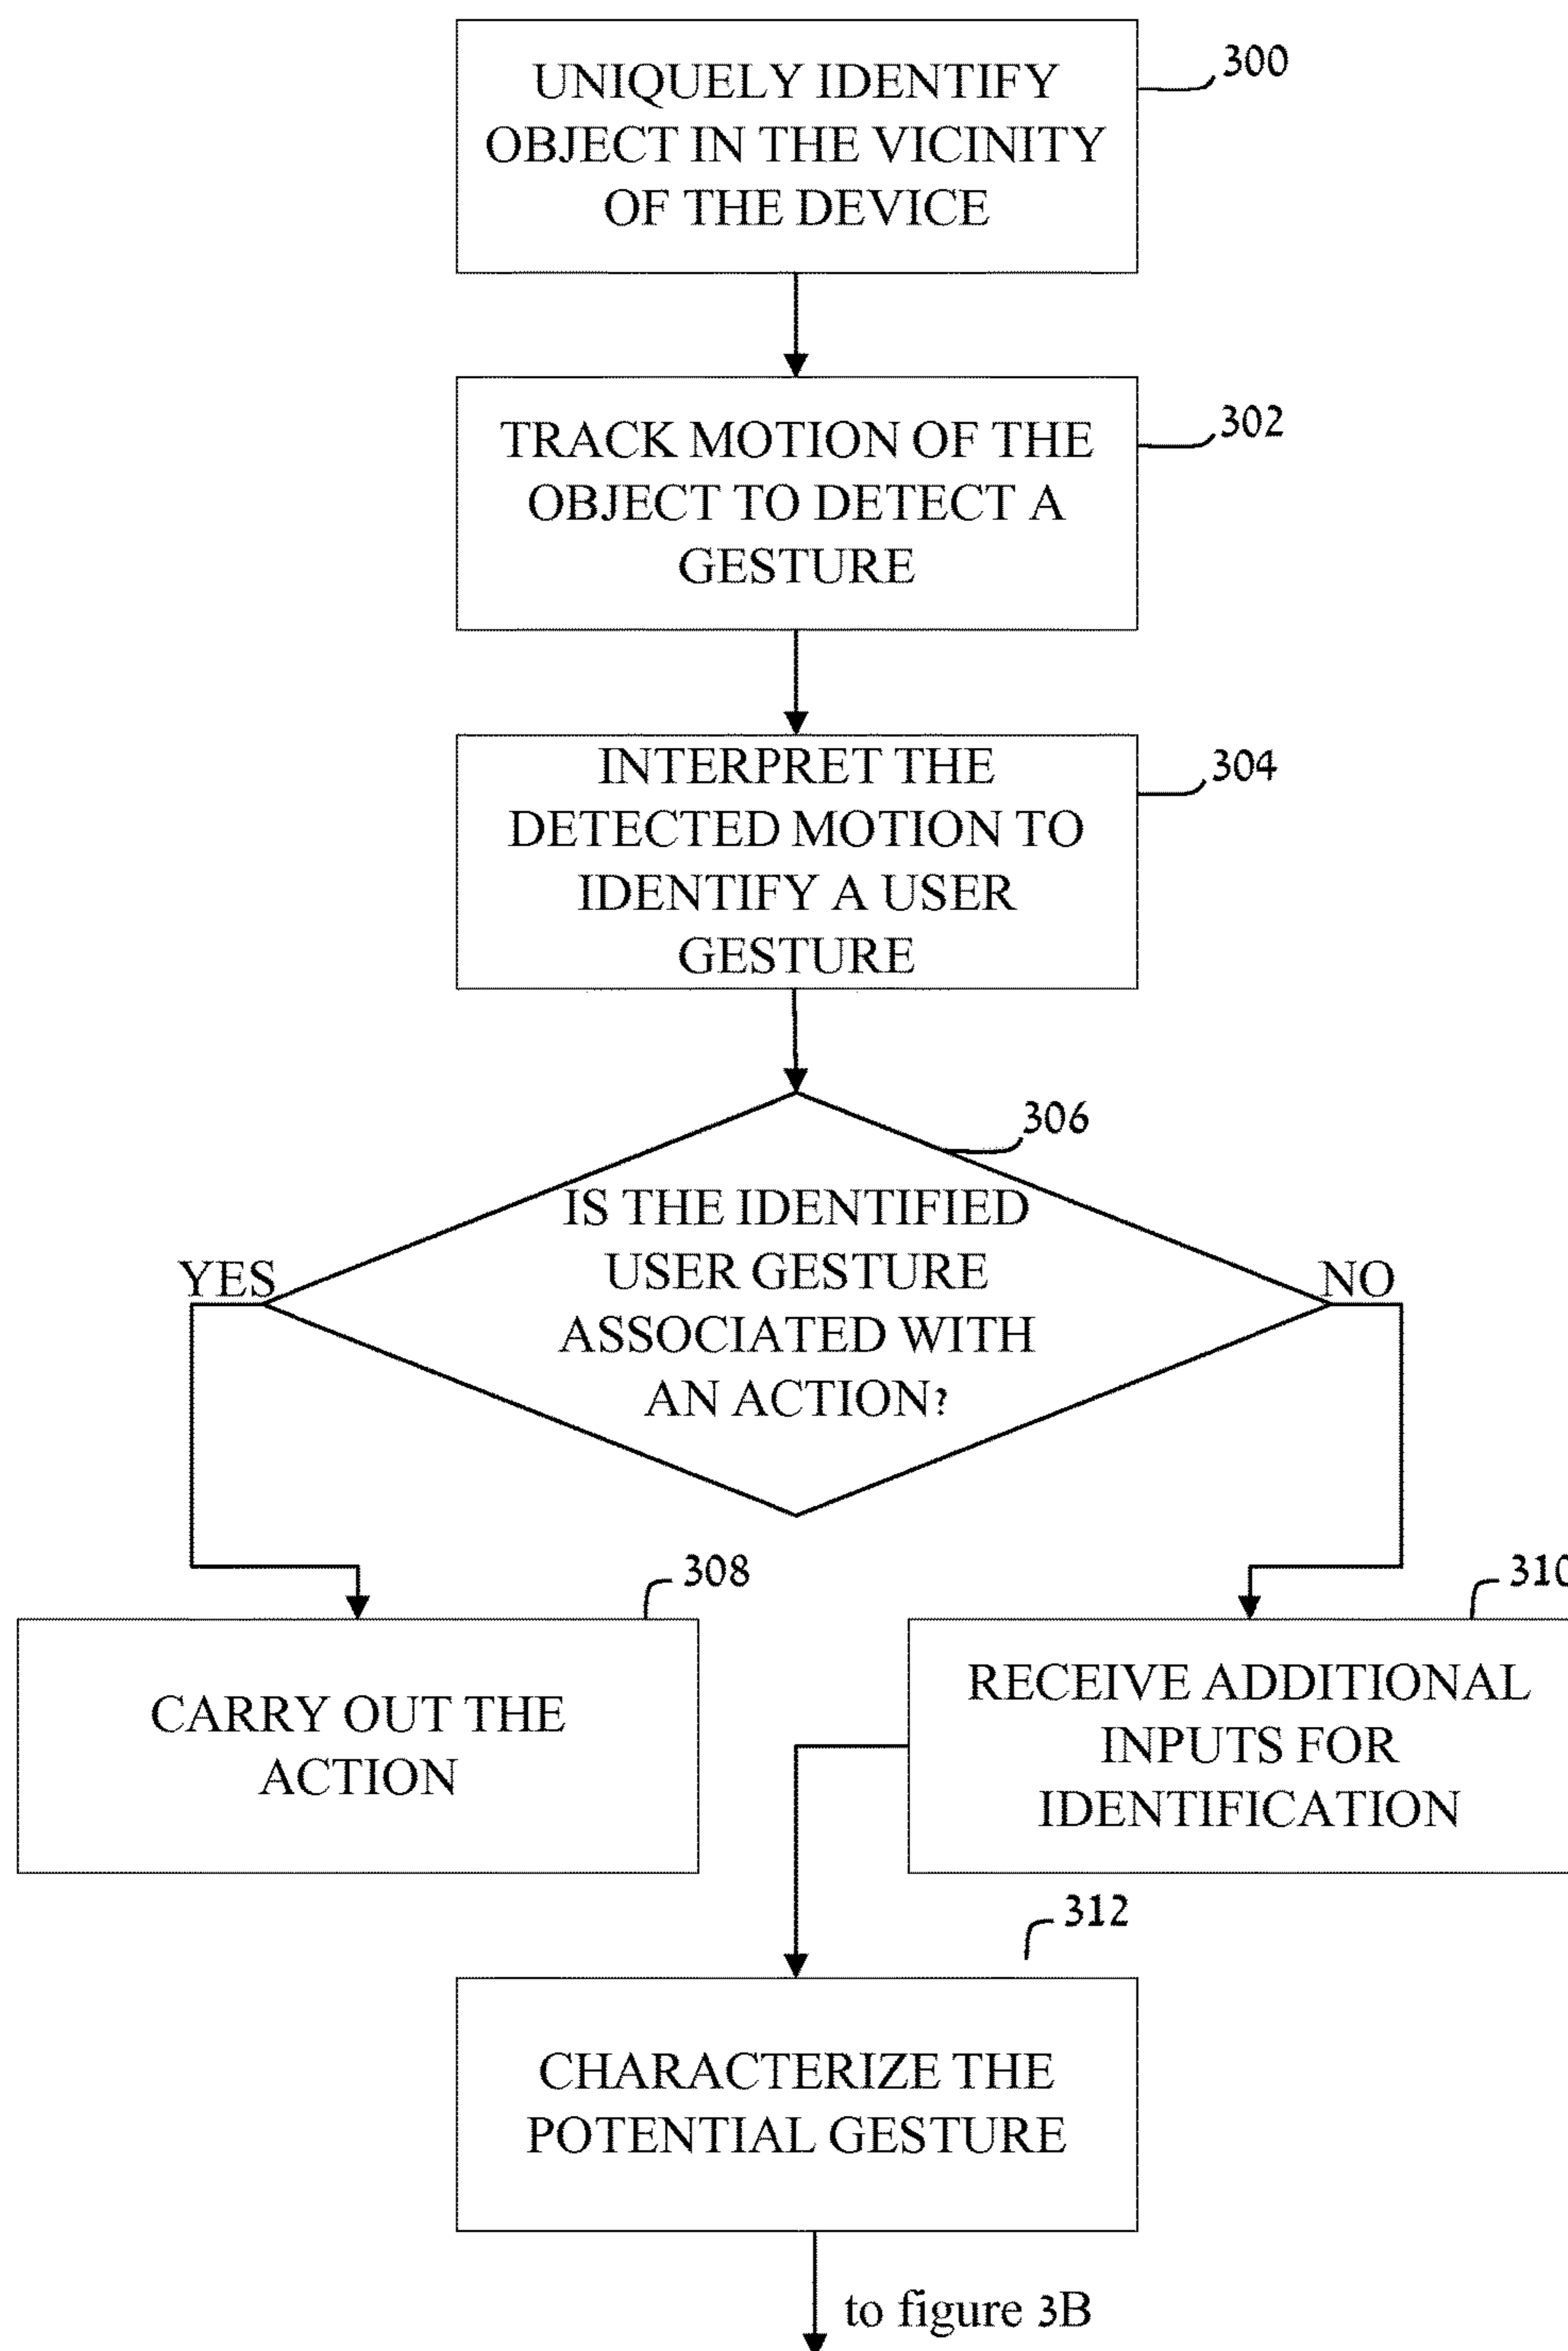 UNIQUELY IDENTIFY
OBJECT IN THE VICINITY
OF THE DEVICE
300
TRACK MOTION OF THE
OBJECT TO DETECT A
GESTURE
302
INTERPRET THE
DETECTED MOTION TO
IDENTIFY A USER
GESTURE
304
306
IS THE IDENTIFIED
USER GESTURE
ASSOCIATED WITH
AN ACTION?
YES
NO
308
CARRY OUT THE
ACTION
310
RECEIVE ADDITIONAL
INPUTS FOR
IDENTIFICATION
312
CHARACTERIZE THE
POTENTIAL GESTURE
to figure 3B